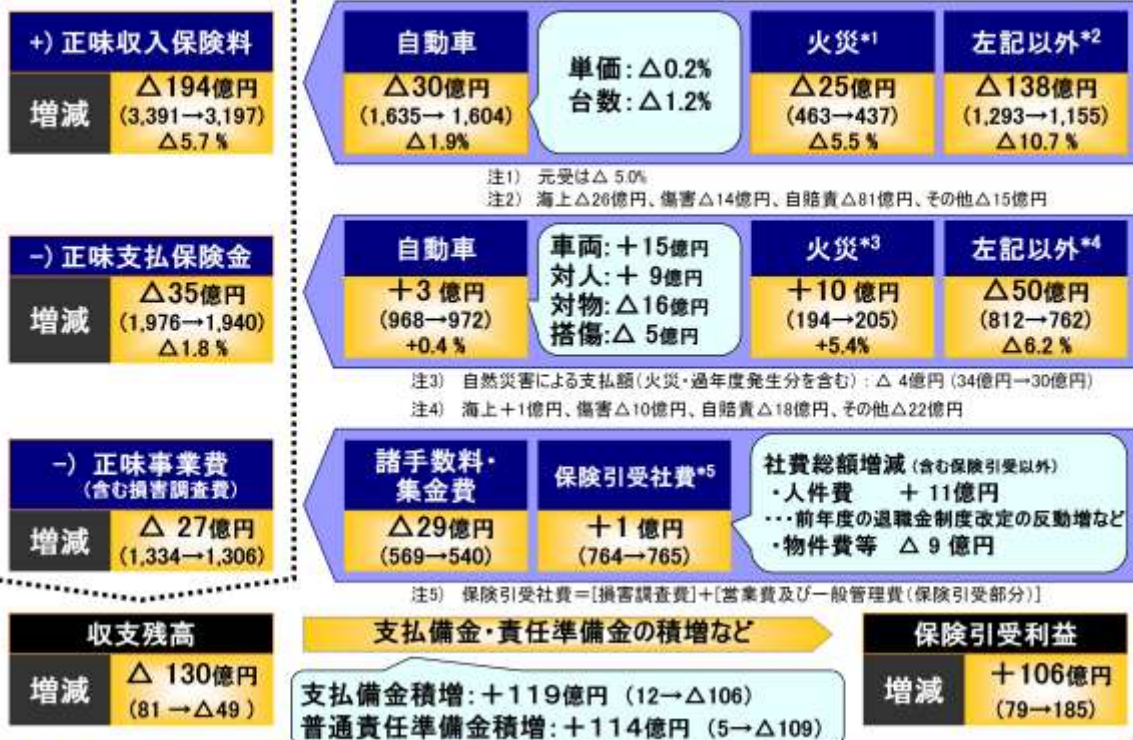 +) 正味収入保険料
増減
△194億円
(3,391→3,197)
△5.7 %
自動車
△30億円
(1,635→ 1,604)
△1.9%
単価：△0.2%
台数：△1.2%
火災*1
△25億円
(463→437)
△5.5 %
左記以外*2
△138億円
(1,293→1,155)
△10.7 %
注1) 元受は△ 5.0%
注2) 海上△26億円、傷害△14億円、自賠責△81億円、その他△15億円
−) 正味支払保険金
増減
△35億円
(1,976→1,940)
△1.8 %
自動車
＋3 億円
(968→972)
+0.4 %
車両：＋15億円
対人：＋ 9億円
対物：△16億円
搭傷：△ 5億円
火災*3
＋10 億円
(194→205)
+5.4%
左記以外*4
△50億円
(812→762)
△6.2 %
注3) 自然災害による支払額(火災・過年度発生分を含む)：△ 4億円 (34億円→30億円)
注4) 海上＋1億円、傷害△10億円、自賠責△18億円、その他△22億円
−) 正味事業費
(含む損害調査費)
増減
△ 27億円
(1,334→1,306)
諸手数料・
集金費
△29億円
(569→540)
保険引受社費*5
＋1 億円
(764→765)
社費総額増減 (含む保険引受以外)
・人件費 ＋ 11億円
･･･前年度の退職金制度改定の反動増など
・物件費等 △ 9 億円
注5) 保険引受社費＝[損害調査費]＋[営業費及び一般管理費(保険引受部分)]
収支残高
増減
△ 130億円
(81 →△49 )
支払備金・責任準備金の積増など
支払備金積増：＋119億円 (12→△106)
普通責任準備金積増：＋114億円 (5→△109)
保険引受利益
増減
＋106億円
(79→185)